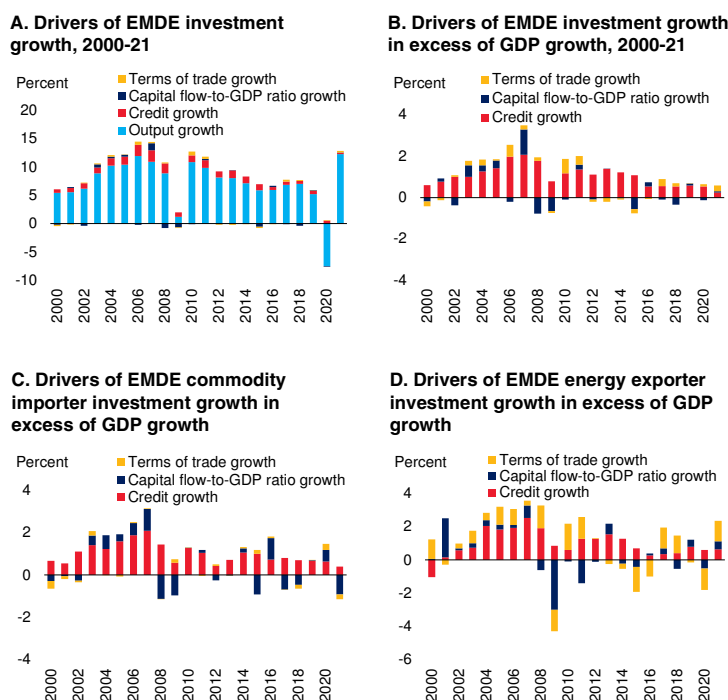 A. Drivers of EMDE investment
growth, 2000-21
Percent
Terms of trade growth
Capital flow-to-GDP ratio growth
Credit growth
Output growth
20
15
10
5
0
-5
-10
2000
2002
2004
2006
2008
2010
2012
2014
2016
2018
2020
B. Drivers of EMDE investment growth
in excess of GDP growth, 2000-21
Percent
Terms of trade growth
Capital flow-to-GDP ratio growth
Credit growth
4
2
0
-2
-4
2000
2002
2004
2006
2008
2010
2012
2014
2016
2018
2020
C. Drivers of EMDE commodity
importer investment growth in
excess of GDP growth
Percent
Terms of trade growth
Capital flow-to-GDP ratio growth
Credit growth
4
2
0
-2
-4
2000
2002
2004
2006
2008
2010
2012
2014
2016
2018
2020
D. Drivers of EMDE energy exporter
investment growth in excess of GDP
growth
Percent
Terms of trade growth
Capital flow-to-GDP ratio growth
Credit growth
4
2
0
-2
-4
-6
2000
2002
2004
2006
2008
2010
2012
2014
2016
2018
2020